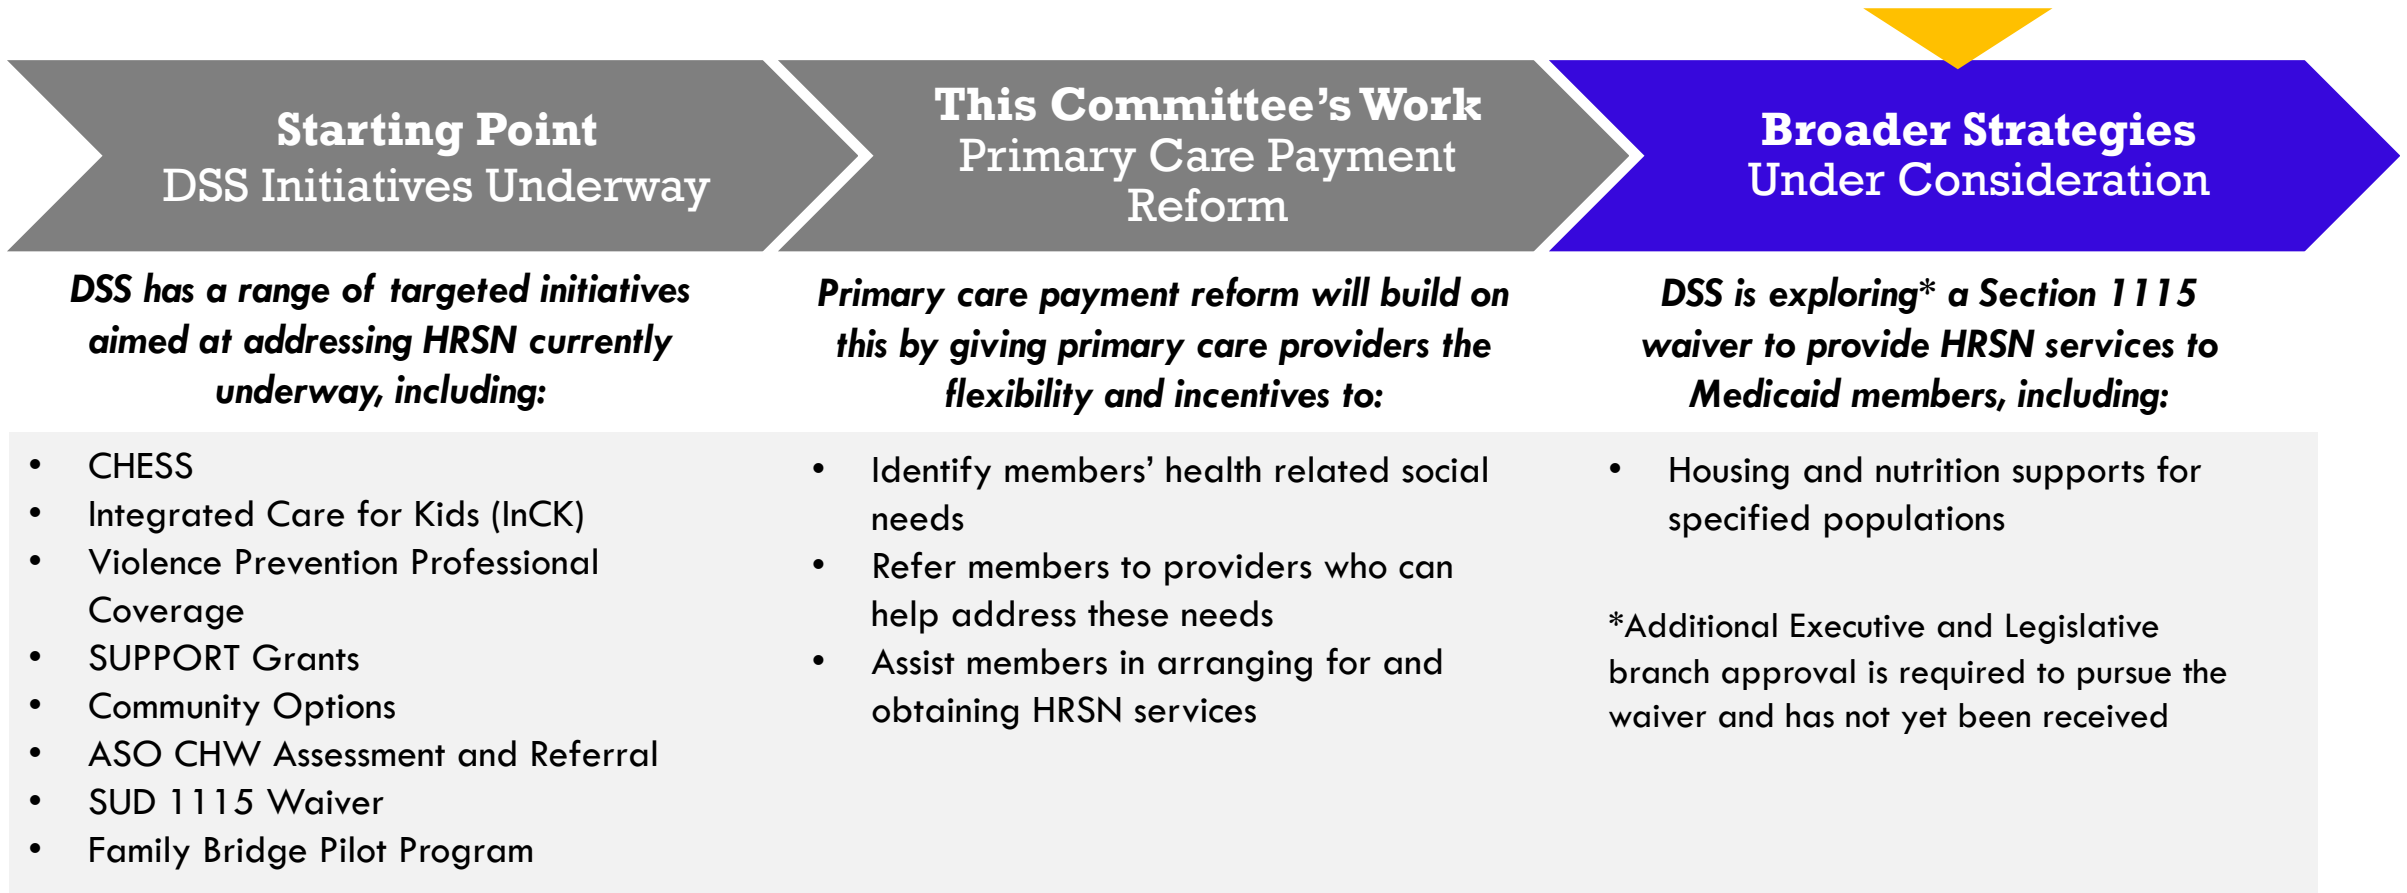 Starting Point
DSS Initiatives Underway
This Committee’s Work
Primary Care Payment
Reform
Broader Strategies
Under Consideration
DSS has a range of targeted initiatives
aimed at addressing HRSN currently
underway, including:
• CHESS
• Integrated Care for Kids (InCK)
• Violence Prevention Professional
Coverage
• SUPPORT Grants
• Community Options
• ASO CHW Assessment and Referral
• SUD 1115 Waiver
• Family Bridge Pilot Program
Primary care payment reform will build on
this by giving primary care providers the
flexibility and incentives to:
• Identify members’ health related social
needs
• Refer members to providers who can
help address these needs
• Assist members in arranging for and
obtaining HRSN services
DSS is exploring* a Section 1115
waiver to provide HRSN services to
Medicaid members, including:
• Housing and nutrition supports for
specified populations
*Additional Executive and Legislative
branch approval is required to pursue the
waiver and has not yet been received